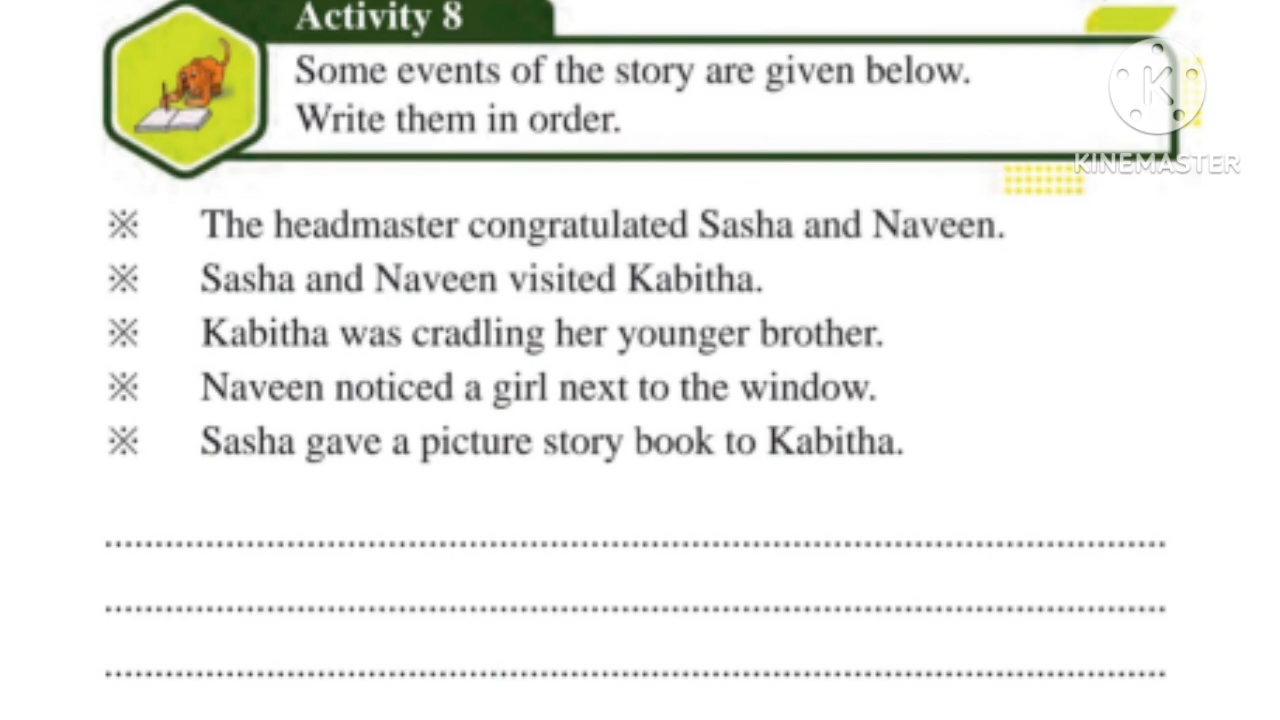 Activity 8
Some events of the story are given below.
Write them in order.
K
KINEMASTER
※ The headmaster congratulated Sasha and Naveen.
※ Sasha and Naveen visited Kabitha.
※ Kabitha was cradling her younger brother.
※ Naveen noticed a girl next to the window.
※ Sasha gave a picture story book to Kabitha.